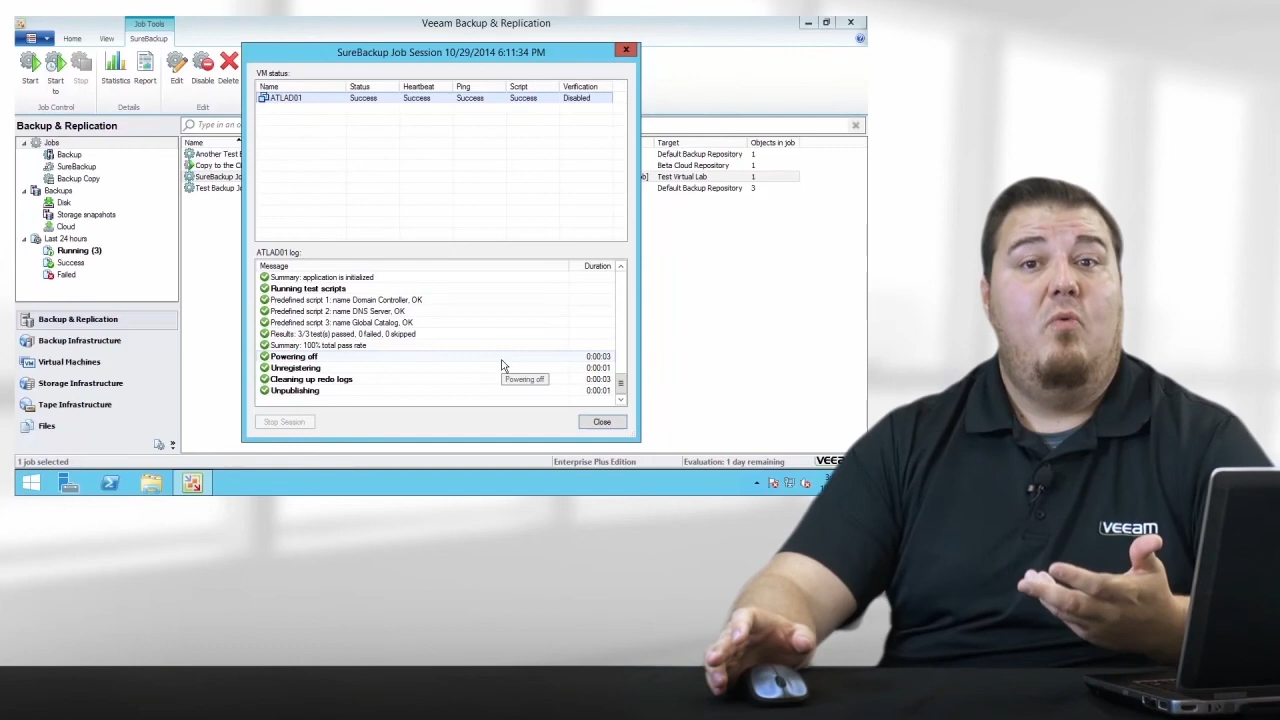 Job Tools
Veeam Backup & Replication
Home
View
SureBackup
Start
Start to
Stop
Statistics
Report
Edit
Disable
Delete
Job Control
Details
Edit
SureBackup Job Session 10/29/2014 6:11:34 PM
VM status:
Name Status Heartbeat Ping Script Verification
ATLAD01 Success Success Success Success Disabled
Backup & Replication
Jobs
Backup
SureBackup
Backup Copy
Backups
Disk
Storage snapshots
Cloud
Last 24 hours
Running (3)
Success
Failed
Backup & Replication
Backup Infrastructure
Virtual Machines
Storage Infrastructure
Tape Infrastructure
Files
Type in an o
Name Target Objects in job
Another Test Default Backup Repository 1
Copy to the Beta Cloud Repository 1
SureBackup Jo Test Virtual Lab 1
Test Backup J Default Backup Repository 3
ATLAD01 log:
Message Duration
Summary: application is initialized
Running test scripts
Predefined script 1: name Domain Controller, OK
Predefined script 2: name DNS Server, OK
Predefined script 3: name Global Catalog, OK
Results: 3/3 test(s) passed, 0 failed, 0 skipped
Summary: 100% total pass rate
Powering off 0:00:03
Unregistering 0:00:01
Cleaning up redo logs 0:00:03
Unpublishing 0:00:01
Powering off
Stop Session
Close
1 job selected
Enterprise Plus Edition
Evaluation: 1 day remaining
VEE
veeam